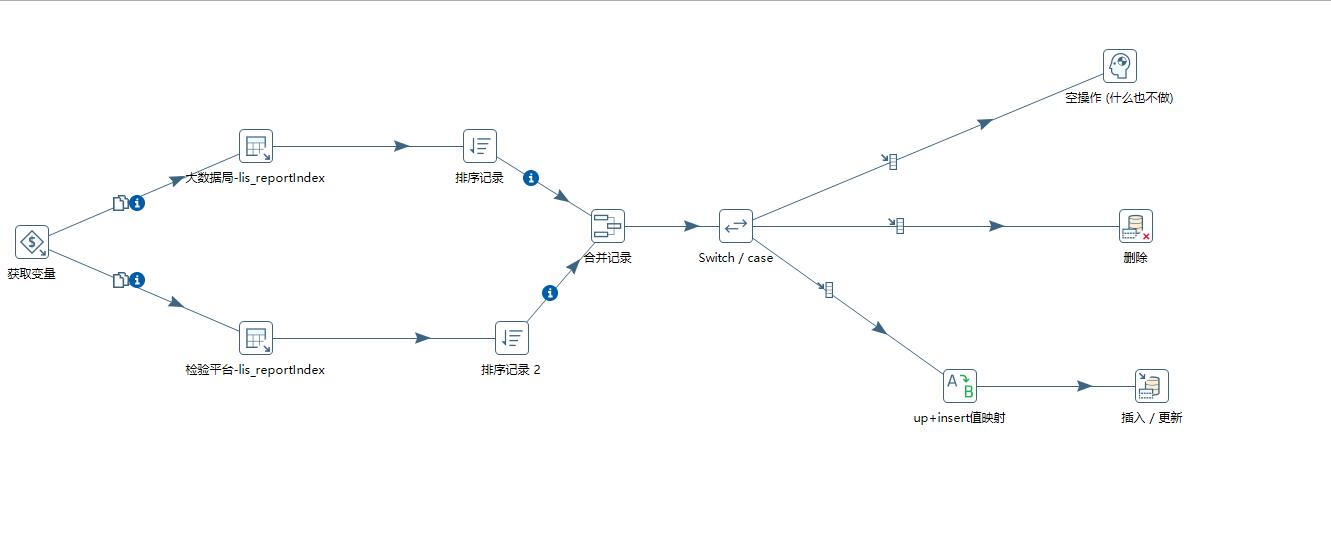 空操作 (什么也不做)
大数据局-lis_reportIndex
排序记录
获取变量
合并记录
Switch / case
删除
检验平台-lis_reportIndex
排序记录 2
up+insert值映射
插入 / 更新